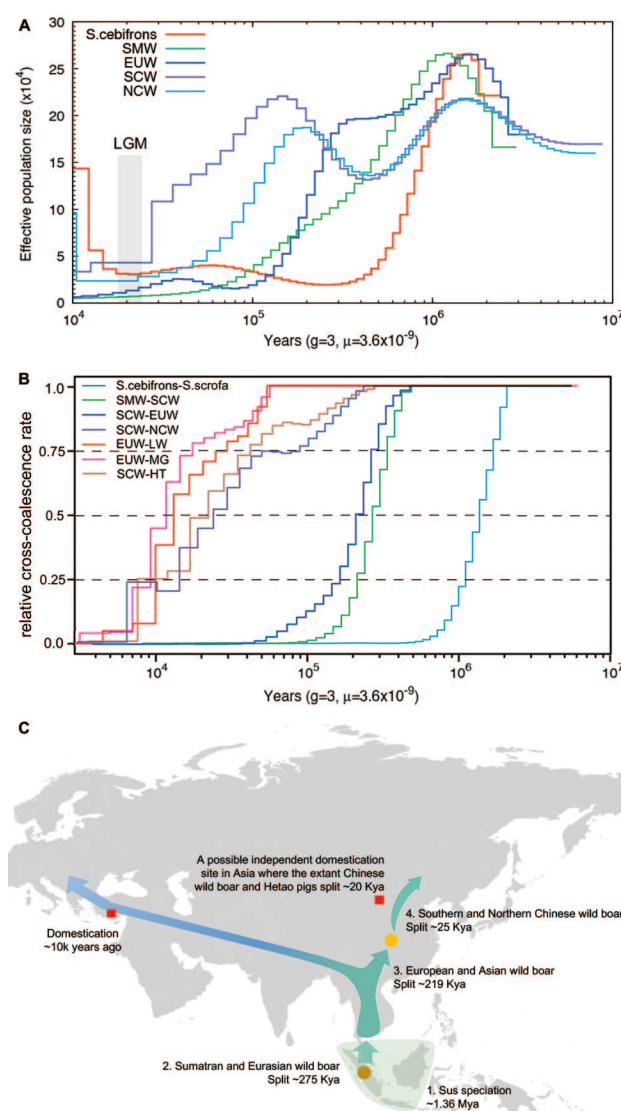 A
S.cebifrons
SMW
EUW
SCW
NCW
LGM
Effective population size (x10⁴)
30
25
20
15
10
5
0
10⁴
10⁵
10⁶
10⁷
Years (g=3, μ=3.6x10⁻⁹)
B
S.cebifrons-S.scrofa
SMW-SCW
SCW-EUW
SCW-NCW
EUW-LW
EUW-MG
SCW-HT
relative cross-coalescence rate
1.0
0.75
0.5
0.25
0.0
10⁴
10⁵
10⁶
10⁷
Years (g=3, μ=3.6x10⁻⁹)
C
A possible independent domestication
site in Asia where the extant Chinese
wild boar and Hetao pigs split ~20 Kya
Domestication
~10k years ago
4. Southern and Northern Chinese wild boar
Split ~25 Kya
3. European and Asian wild boar
Split ~219 Kya
2. Sumatran and Eurasian wild boar
Split ~275 Kya
1. Sus speciation
~1.36 Mya